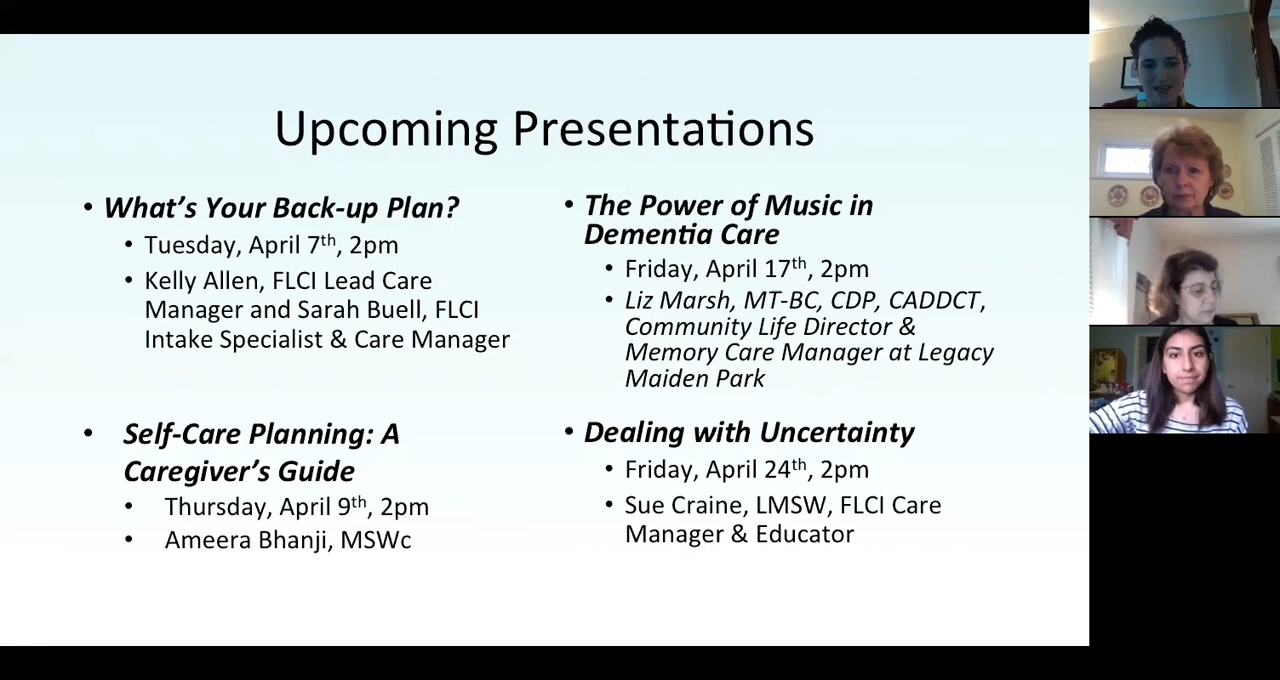 Upcoming Presentations
• What’s Your Back-up Plan?
• Tuesday, April 7th, 2pm
• Kelly Allen, FLCI Lead Care
Manager and Sarah Buell, FLCI
Intake Specialist & Care Manager
• Self-Care Planning: A
Caregiver’s Guide
• Thursday, April 9th, 2pm
• Ameera Bhanji, MSWc
• The Power of Music in
Dementia Care
• Friday, April 17th, 2pm
• Liz Marsh, MT-BC, CDP, CADDCT,
Community Life Director &
Memory Care Manager at Legacy
Maiden Park
• Dealing with Uncertainty
• Friday, April 24th, 2pm
• Sue Craine, LMSW, FLCI Care
Manager & Educator